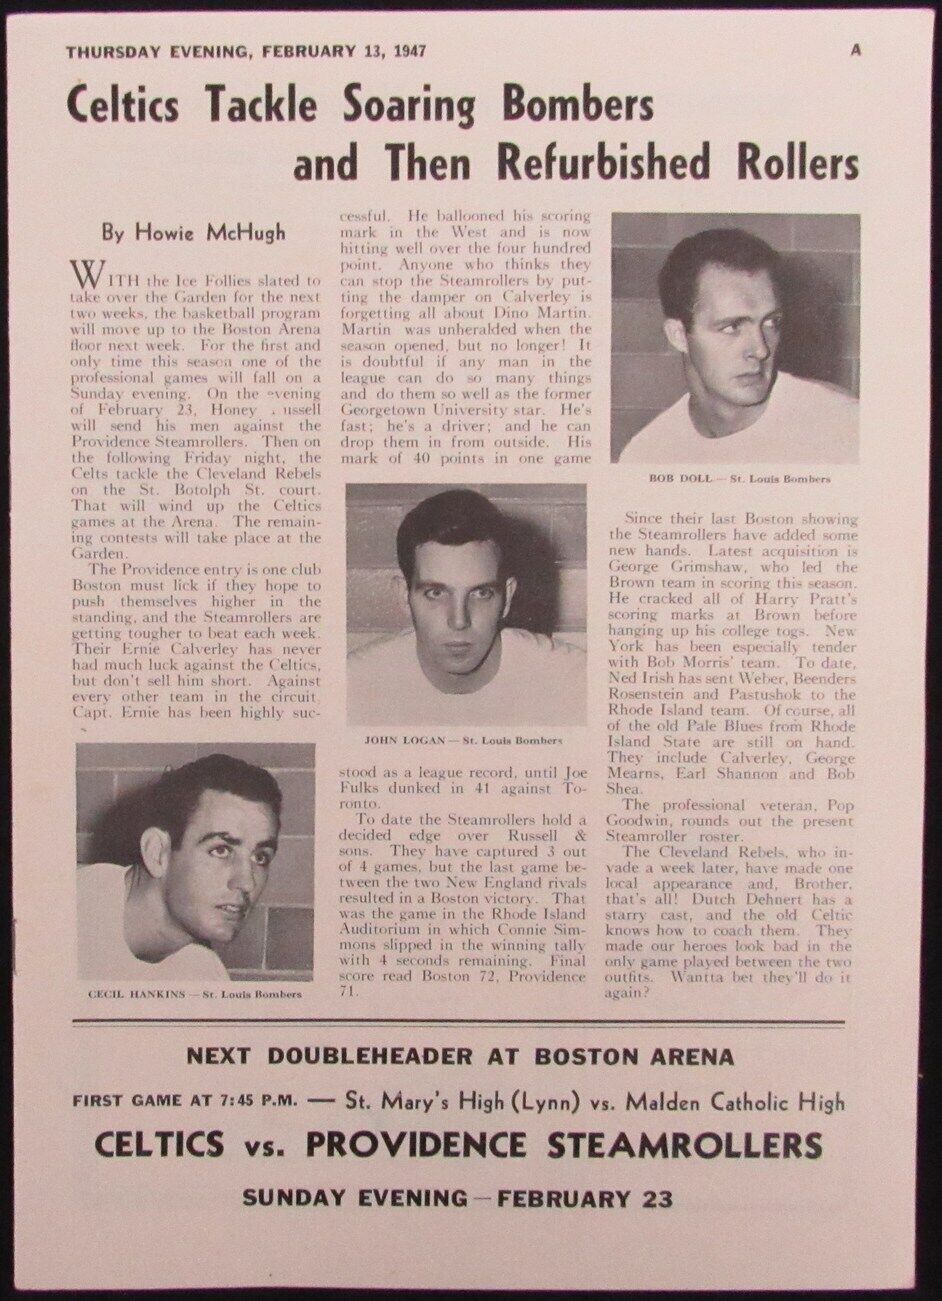 THURSDAY EVENING, FEBRUARY 13, 1947
A
Celtics Tackle Soaring Bombers
and Then Refurbished Rollers
By Howie McHugh
WITH the Ice Follies slated to
take over the Garden for the next
two weeks, the basketball program
will move up to the Boston Arena
floor next week. For the first and
only time this season one of the
professional games will fall on a
Sunday evening. On the evening
of February 23, Honey . ussell
will send his men against the
Providence Steamrollers. Then on
the following Friday night, the
Celts tackle the Cleveland Rebels
on the St. Botolph St. court.
That will wind up the Celtics
games at the Arena. The remain-
ing contests will take place at the
Garden.
The Providence entry is one club
Boston must lick if they hope to
push themselves higher in the
standing, and the Steamrollers are
getting tougher to beat each week.
Their Ernie Calverley has never
had much luck against the Celtics,
but don't sell him short. Against
every other team in the circuit
Capt. Ernie has been highly suc-
CECIL HANKINS — St. Louis Bombers
cessful. He ballooned his scoring
mark in the West and is now
hitting well over the four hundred
point. Anyone who thinks they
can stop the Steamrollers by put-
ting the damper on Calverley is
forgetting all about Dino Martin.
Martin was unheralded when the
season opened, but no longer! It
is doubtful if any man in the
league can do so many things
and do them so well as the former
Georgetown University star. He's
fast; he's a driver; and he can
drop them in from outside. His
mark of 40 points in one game
JOHN LOGAN — St. Louis Bombers
stood as a league record, until Joe
Fulks dunked in 41 against To-
ronto.
To date the Steamrollers hold a
decided edge over Russell &
sons. They have captured 3 out
of 4 games, but the last game be-
tween the two New England rivals
resulted in a Boston victory. That
was the game in the Rhode Island
Auditorium in which Connie Sim-
mons slipped in the winning tally
with 4 seconds remaining. Final
score read Boston 72, Providence
71.
BOB DOLL — St. Louis Bombers
Since their last Boston showing
the Steamrollers have added some
new hands. Latest acquisition is
George Grimshaw, who led the
Brown team in scoring this season.
He cracked all of Harry Pratt's
scoring marks at Brown before
hanging up his college togs. New
York has been especially tender
with Bob Morris' team. To date,
Ned Irish has sent Weber, Beenders
Rosenstein and Pastushok to the
Rhode Island team. Of course, all
of the old Pale Blues from Rhode
Island State are still on hand.
They include Calverley, George
Mearns, Earl Shannon and Bob
Shea.
The professional veteran, Pop
Goodwin, rounds out the present
Steamroller roster.
The Cleveland Rebels, who in-
vade a week later, have made one
local appearance and, Brother,
that's all! Dutch Dehnert has a
starry cast, and the old Celtic
knows how to coach them. They
made our heroes look bad in the
only game played between the two
outfits. Wantta bet they'll do it
again?
NEXT DOUBLEHEADER AT BOSTON ARENA
FIRST GAME AT 7:45 P.M. — St. Mary's High (Lynn) vs. Malden Catholic High
CELTICS vs. PROVIDENCE STEAMROLLERS
SUNDAY EVENING — FEBRUARY 23